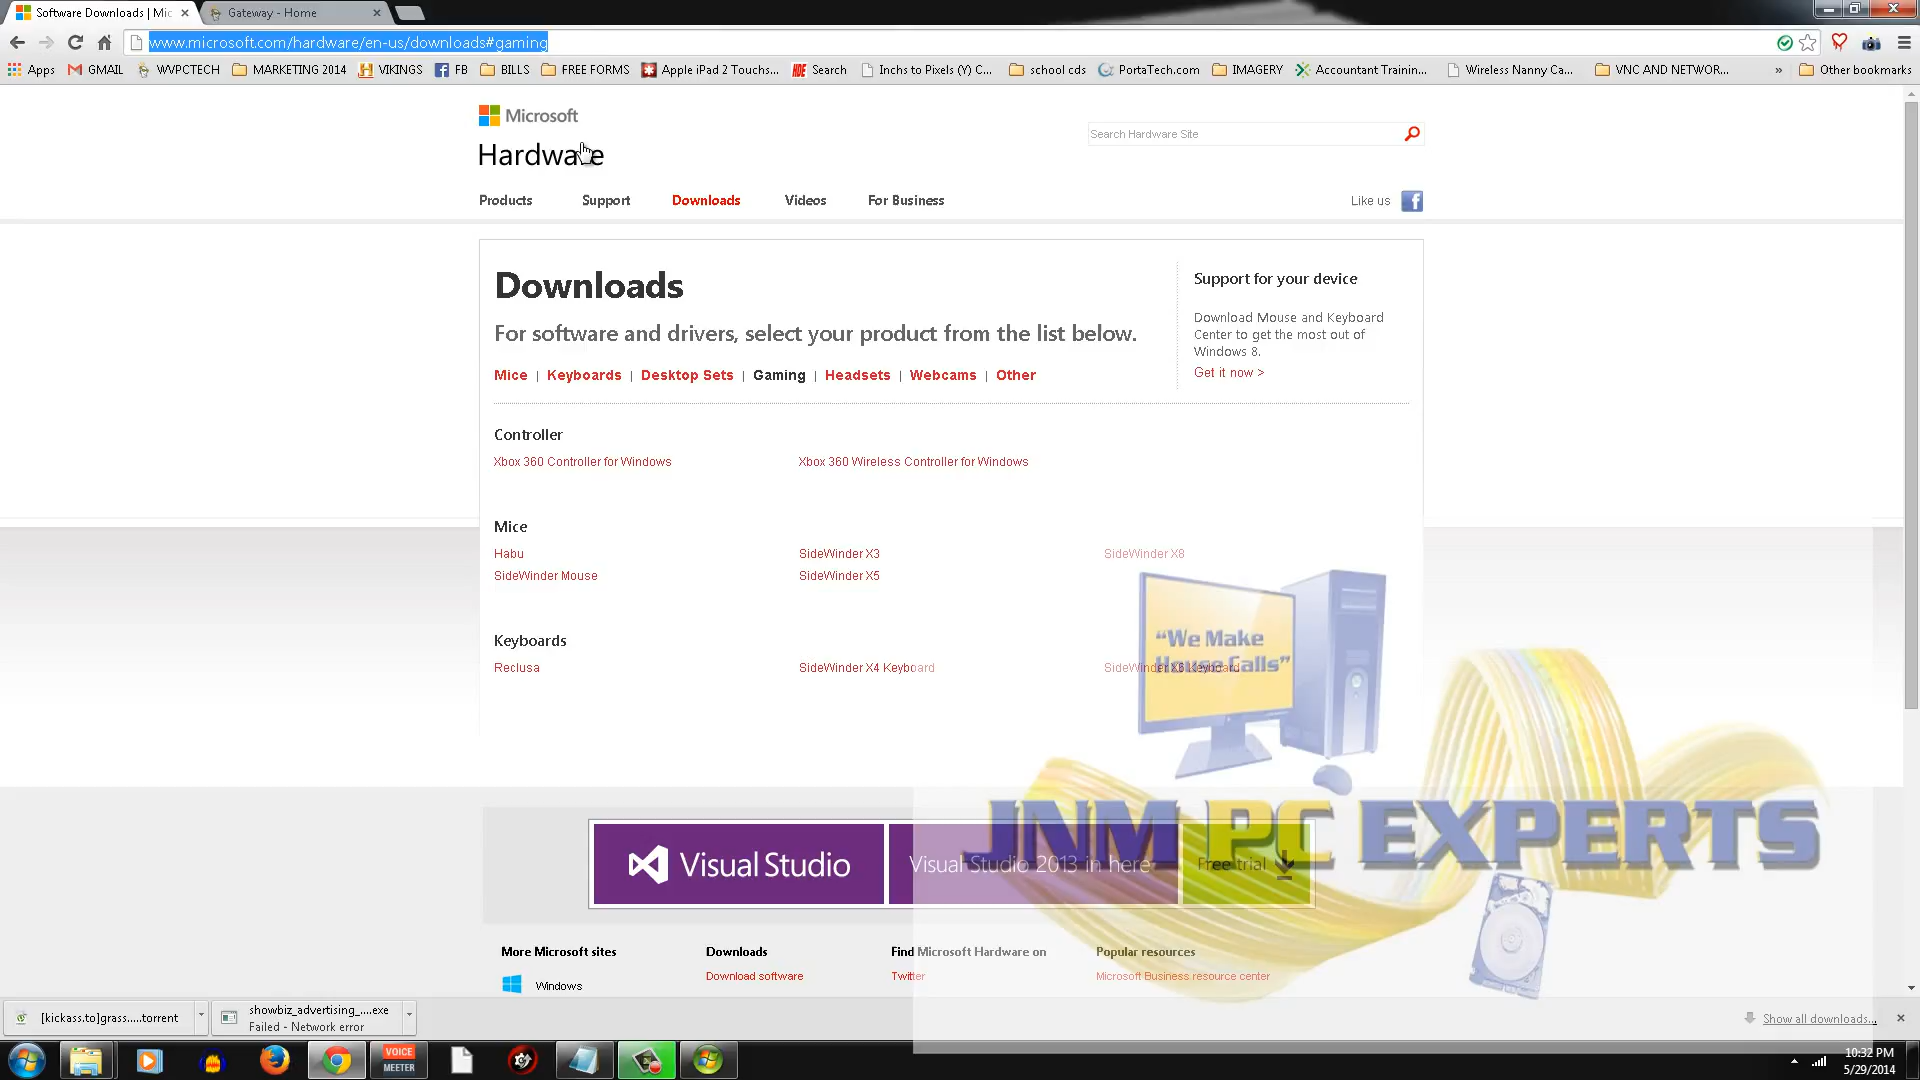 Software Downloads | Mic
Gateway - Home
www.microsoft.com/hardware/en-us/downloads#gaming
Apps
GMAIL
WVPCTECH
MARKETING 2014
VIKINGS
FB
BILLS
FREE FORMS
Apple iPad 2 Touchs...
HDE
Search
Inchs to Pixels (Y) C...
school cds
PortaTech.com
IMAGERY
Accountant Trainin...
Wireless Nanny Ca...
VNC AND NETWOR...
»
Other bookmarks
Microsoft
Hardware
Search Hardware Site
Products
Support
Downloads
Videos
For Business
Like us
Downloads
For software and drivers, select your product from the list below.
Mice | Keyboards | Desktop Sets | Gaming | Headsets | Webcams | Other
Support for your device
Download Mouse and Keyboard
Center to get the most out of
Windows 8.
Get it now >
Controller
Xbox 360 Controller for Windows
Xbox 360 Wireless Controller for Windows
Mice
Habu
SideWinder X3
SideWinder X8
SideWinder Mouse
SideWinder X5
Keyboards
Reclusa
SideWinder X4 Keyboard
SideWinder X6 Keyboard
"We Make
House Calls"
JNM PC EXPERTS
Visual Studio
Visual Studio 2013 in here
Free trial
More Microsoft sites
Downloads
Find Microsoft Hardware on
Popular resources
Windows
Download software
Twitter
Microsoft Business resource center
[kickass.to]grass.....torrent
showbiz_advertising_....exe
Failed - Network error
Show all downloads...
VOICE
MEETER
10:32 PM
5/29/2014